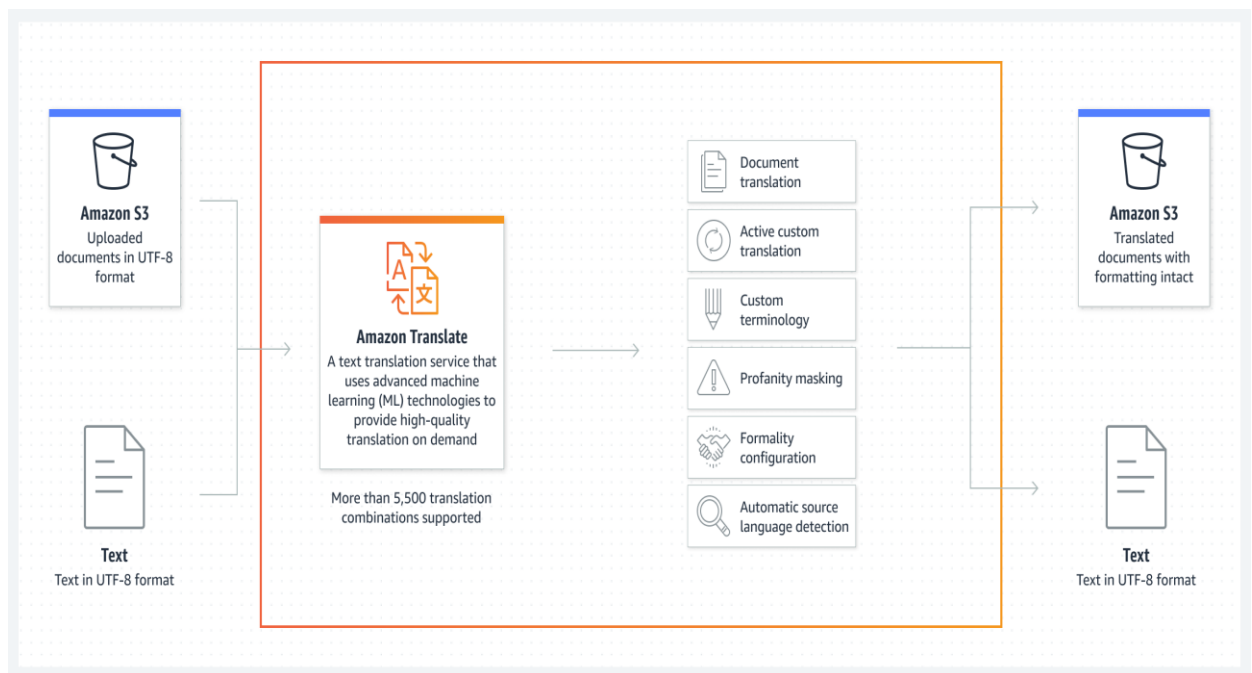 Amazon S3
Uploaded
documents in UTF-8
format
Text
Text in UTF-8 format
A
文
Amazon Translate
A text translation service that
uses advanced machine
learning (ML) technologies to
provide high-quality
translation on demand
More than 5,500 translation
combinations supported
Document
translation
Active custom
translation
Custom
terminology
Profanity masking
Formality
configuration
Automatic source
language detection
Amazon S3
Translated
documents with
formatting intact
Text
Text in UTF-8 format